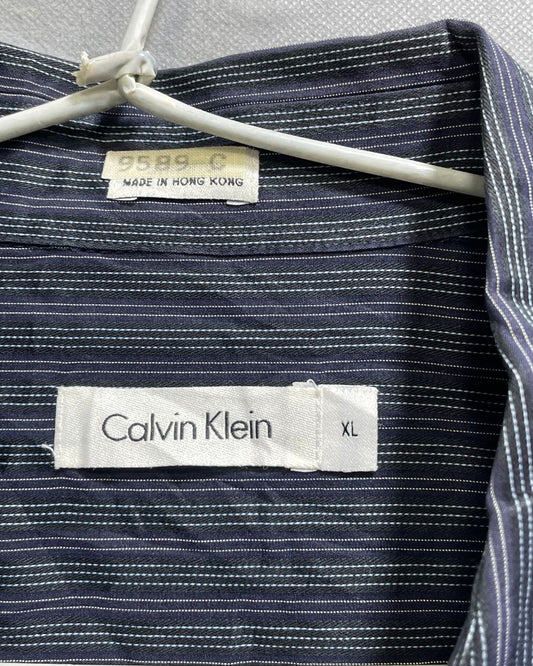 9589 C
MADE IN HONG KONG
Calvin Klein XL